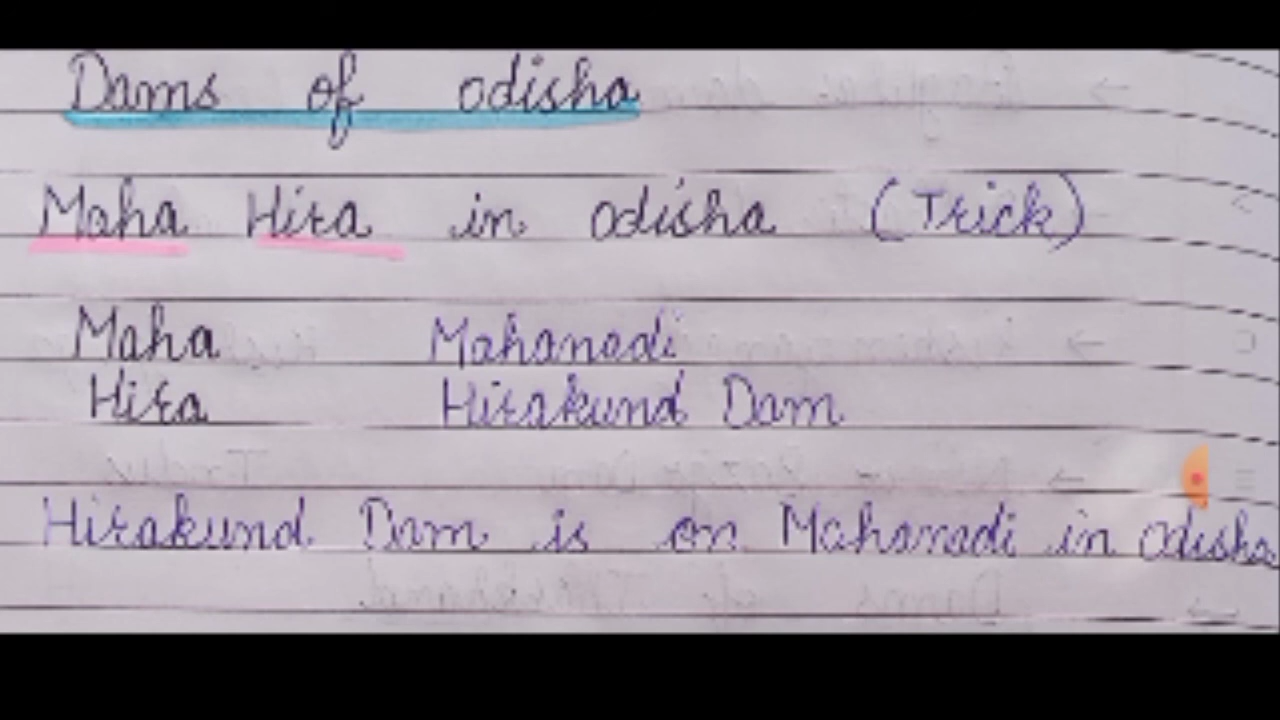 Dams of odisha
Maha Hira in odisha (Trick)
Maha Mahanadi
Hira Hirakund Dam
Hirakund Dam is on Mahanadi in odisha